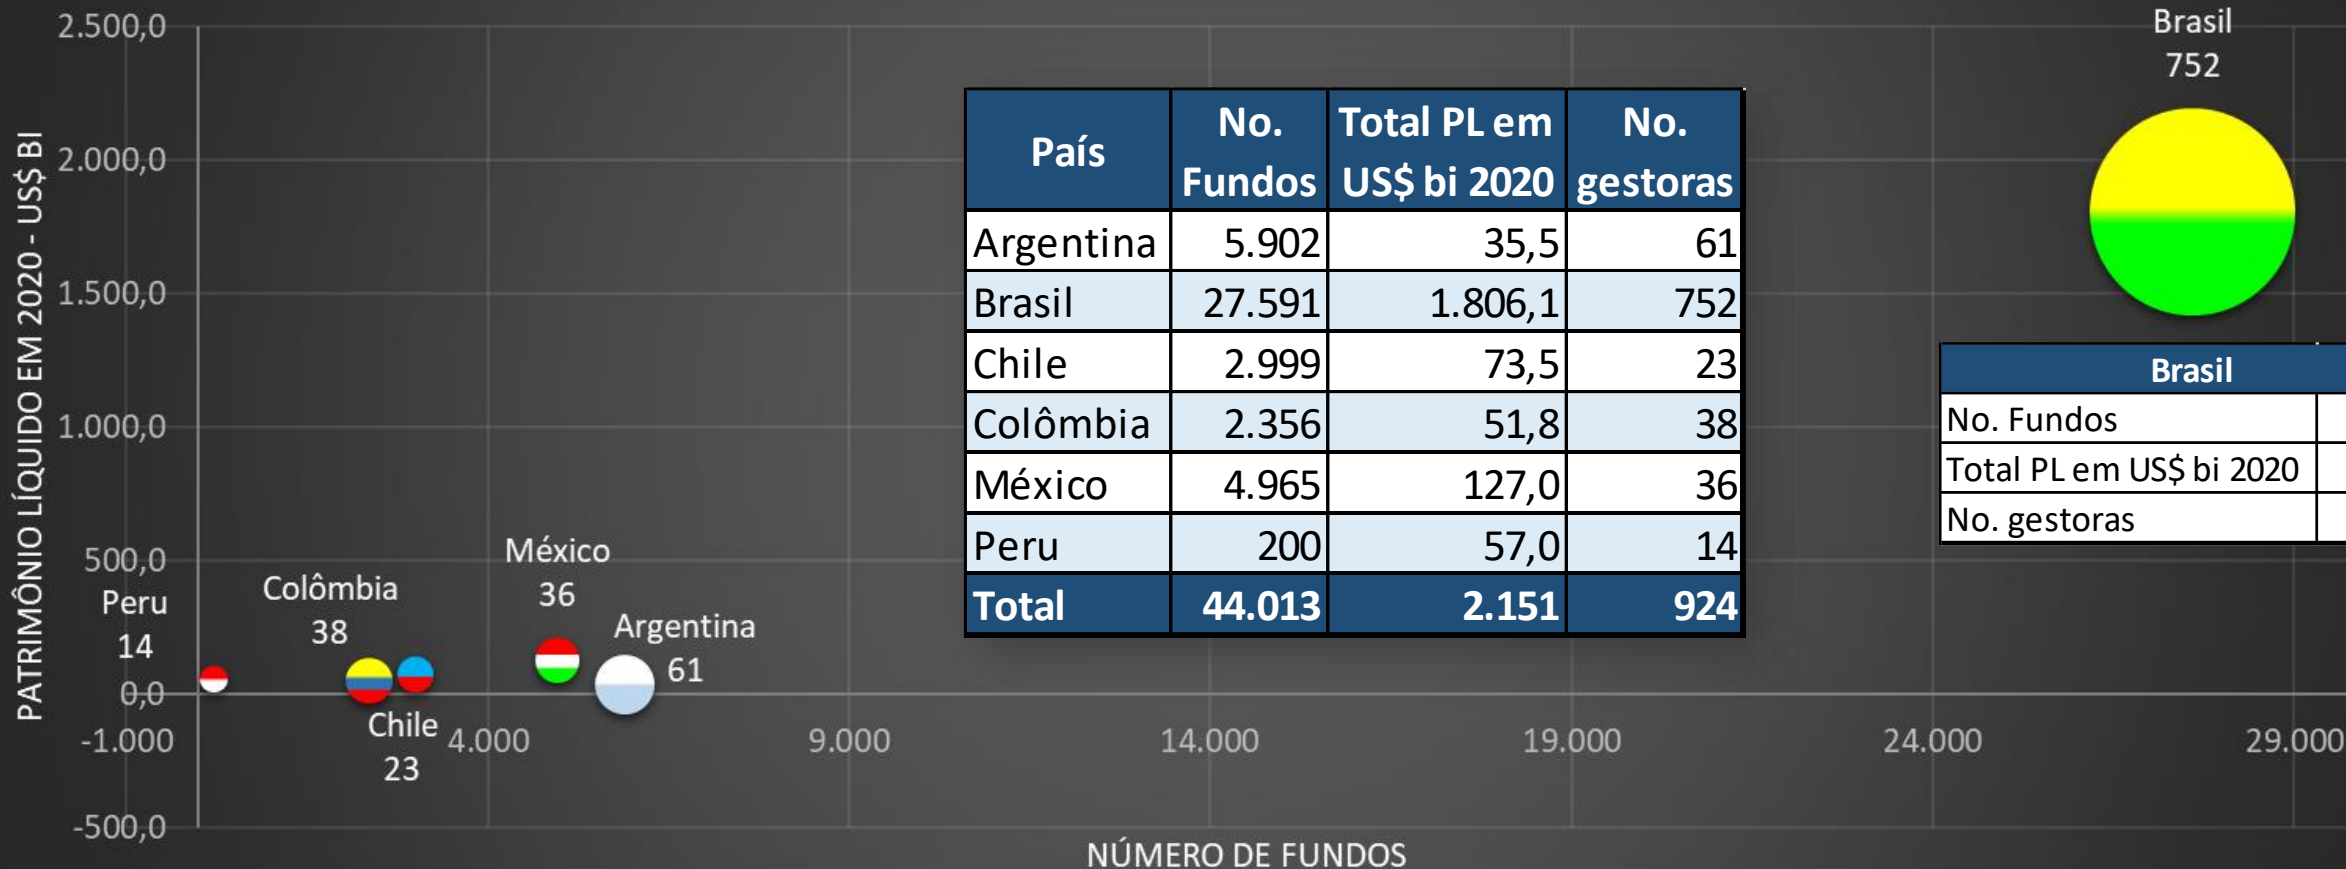 2.500,0
2.000,0
1.500,0
1.000,0
500,0
0,0
-500,0
PATRIMÔNIO LÍQUIDO EM 2020 - US$ BI
-1.000
4.000
9.000
14.000
19.000
24.000
29.000
NÚMERO DE FUNDOS
Peru
14
Colômbia
38
Chile
23
México
36
Argentina
61
Brasil
752
País No. Fundos Total PL em US$ bi 2020 No. gestoras
Argentina 5.902 35,5 61
Brasil 27.591 1.806,1 752
Chile 2.999 73,5 23
Colômbia 2.356 51,8 38
México 4.965 127,0 36
Peru 200 57,0 14
Total 44.013 2.151 924
Brasil
No. Fundos
Total PL em US$ bi 2020
No. gestoras